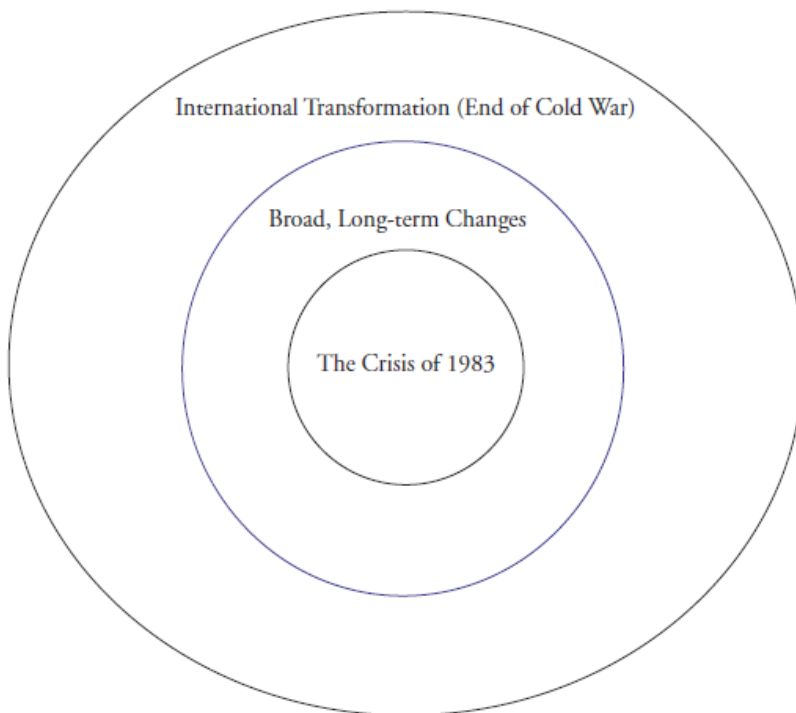 International Transformation (End of Cold War)
Broad, Long-term Changes
The Crisis of 1983